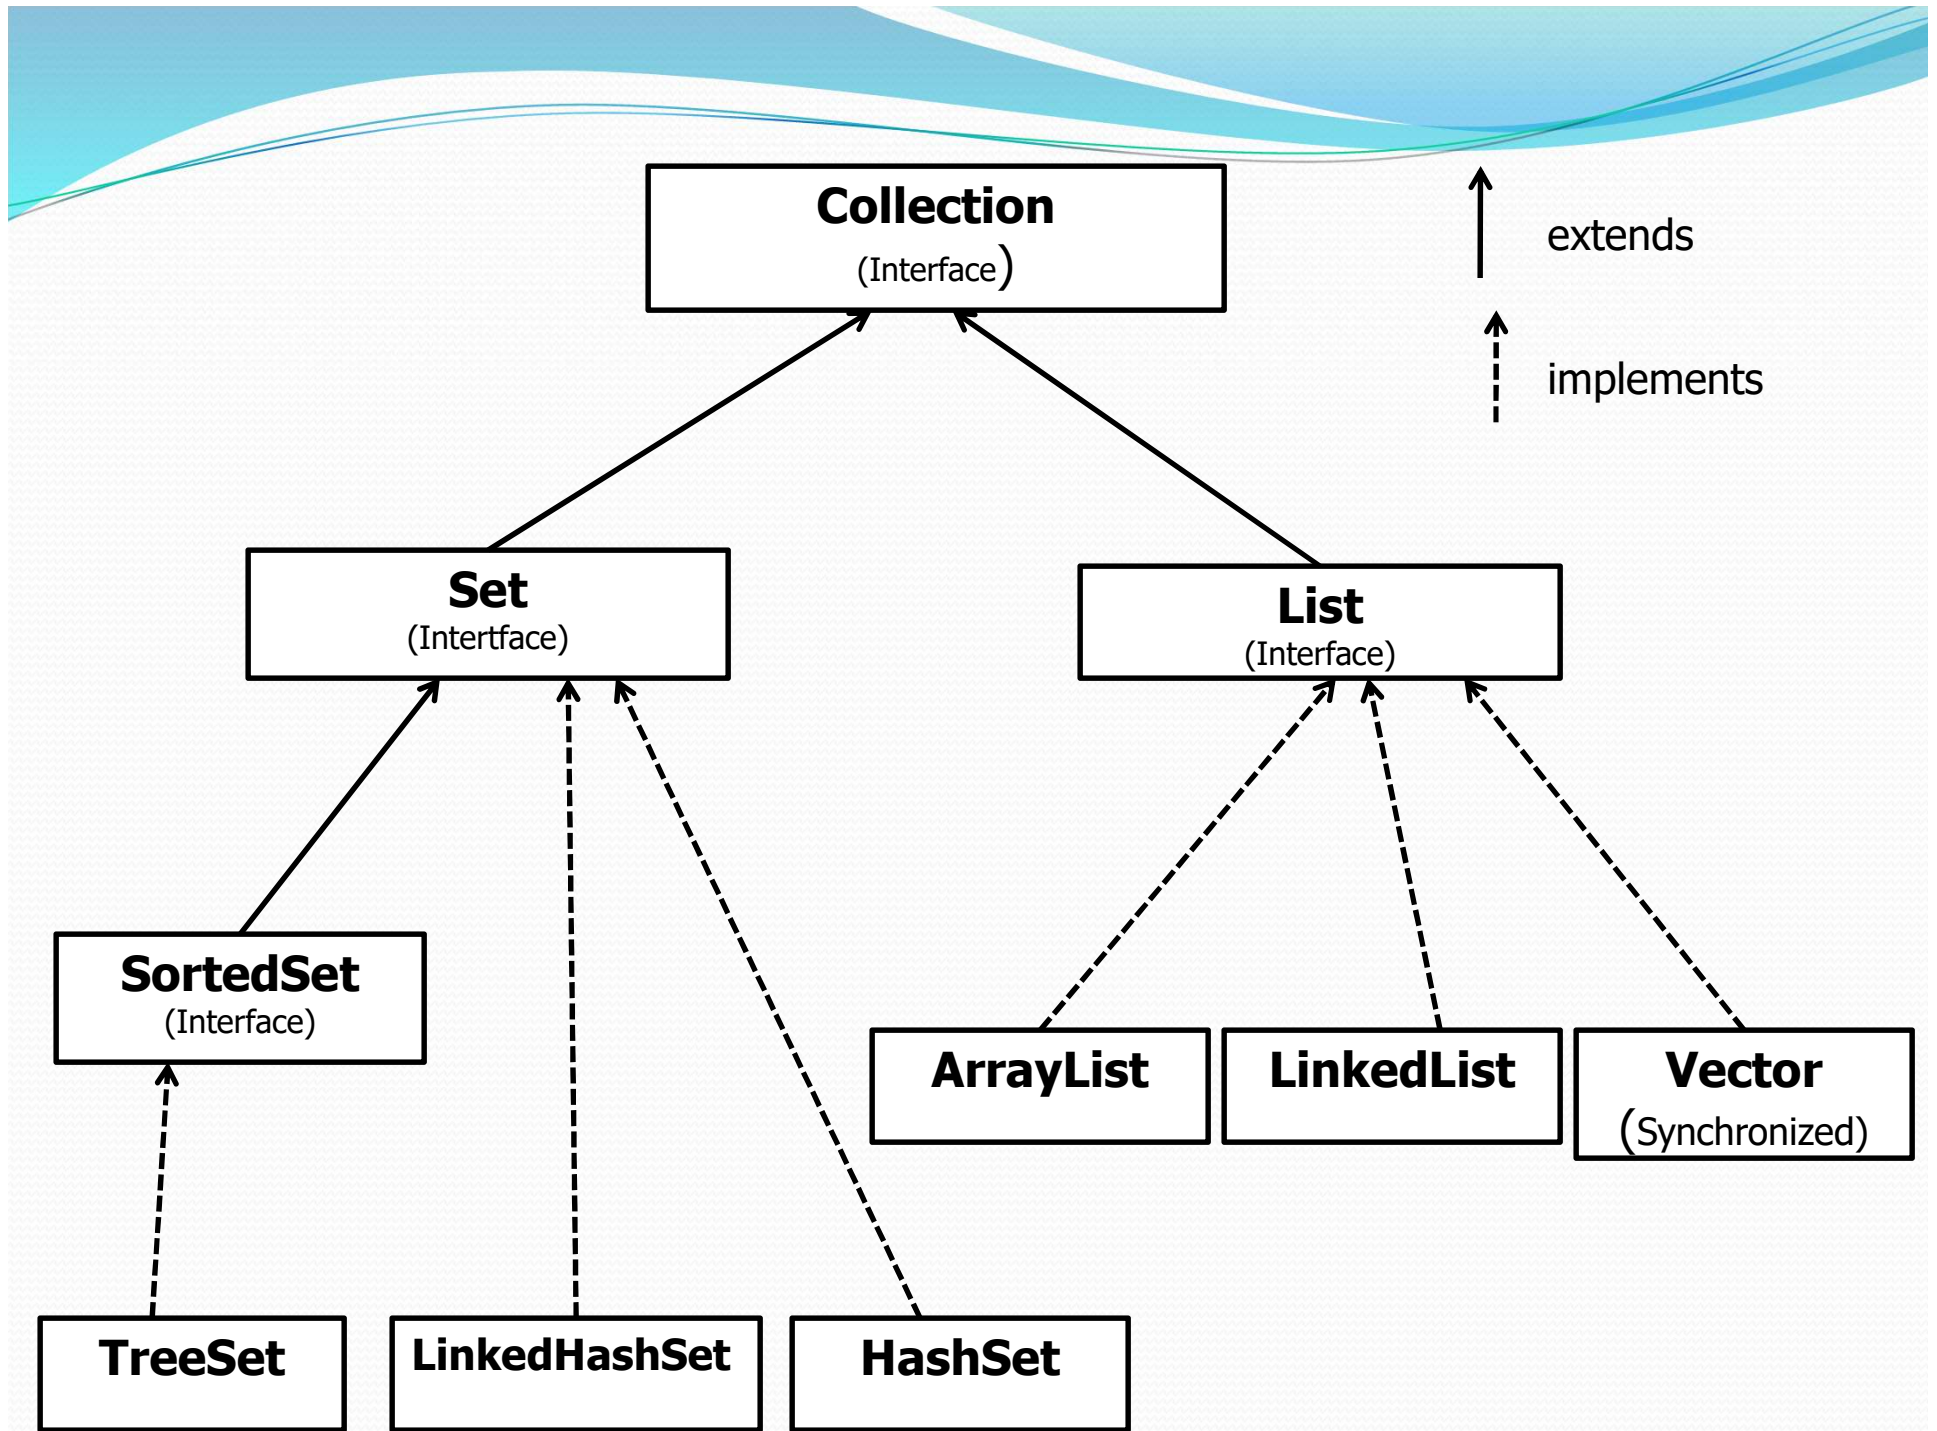 Collection
(Interface)
extends
implements
Set
(Intertface)
List
(Interface)
SortedSet
(Interface)
ArrayList
LinkedList
Vector
(Synchronized)
TreeSet
LinkedHashSet
HashSet